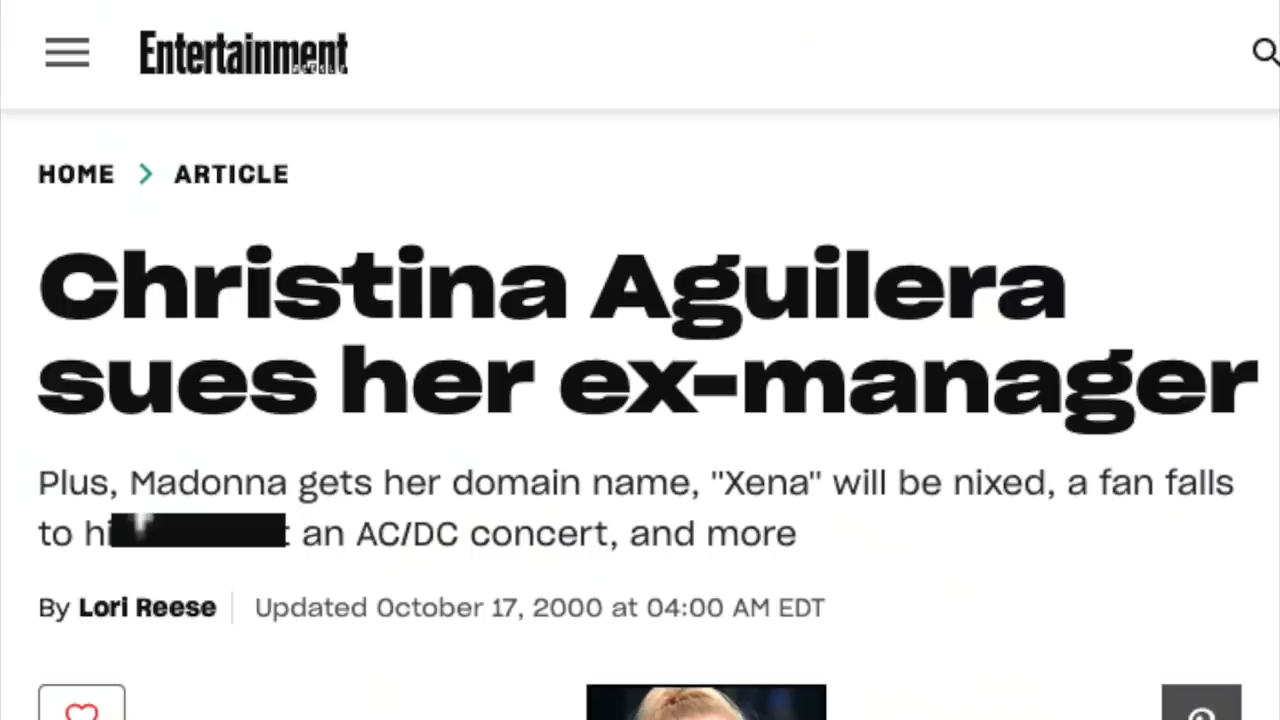 Entertainment
HOME > ARTICLE
Christina Aguilera
sues her ex-manager
Plus, Madonna gets her domain name, "Xena" will be nixed, a fan falls
to hi an AC/DC concert, and more
By Lori Reese Updated October 17, 2000 at 04:00 AM EDT